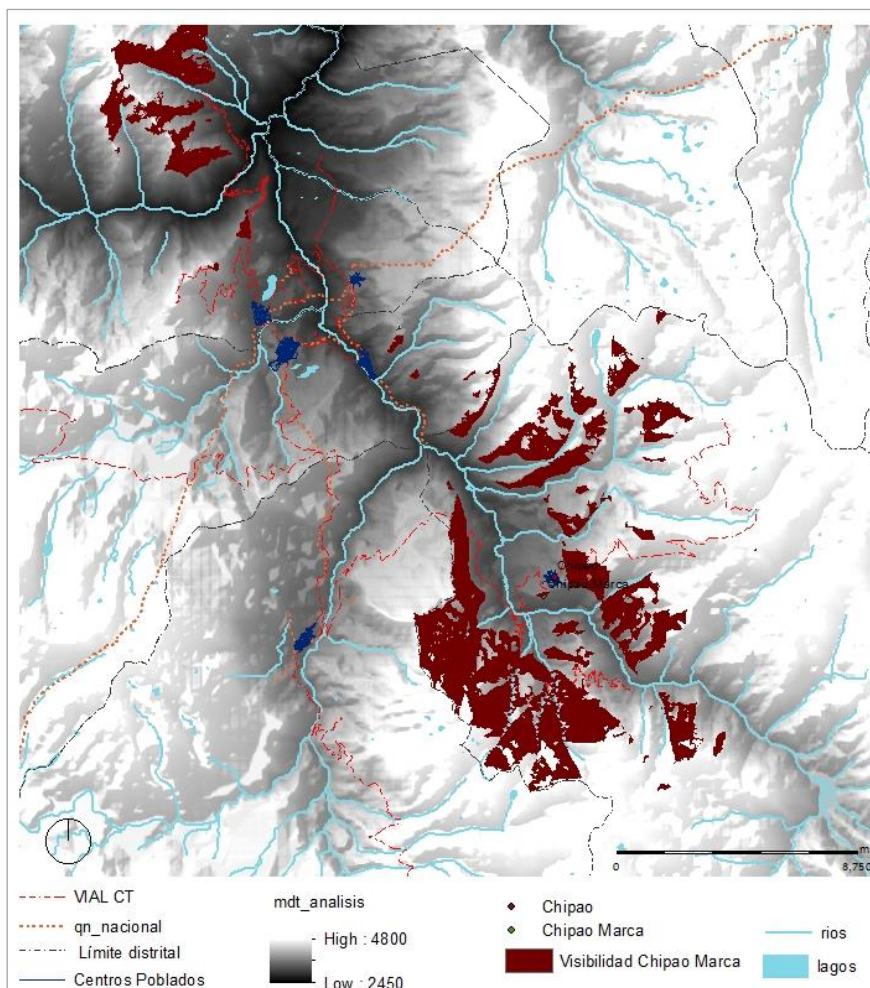 Chipao
Chipao Marca
m
0
8,750
VIAL CT
qn_nacional
Límite distrital
Centros Poblados
mdt_analisis
High : 4800
Low : 2450
Chipao
Chipao Marca
Visibilidad Chipao Marca
rios
lagos